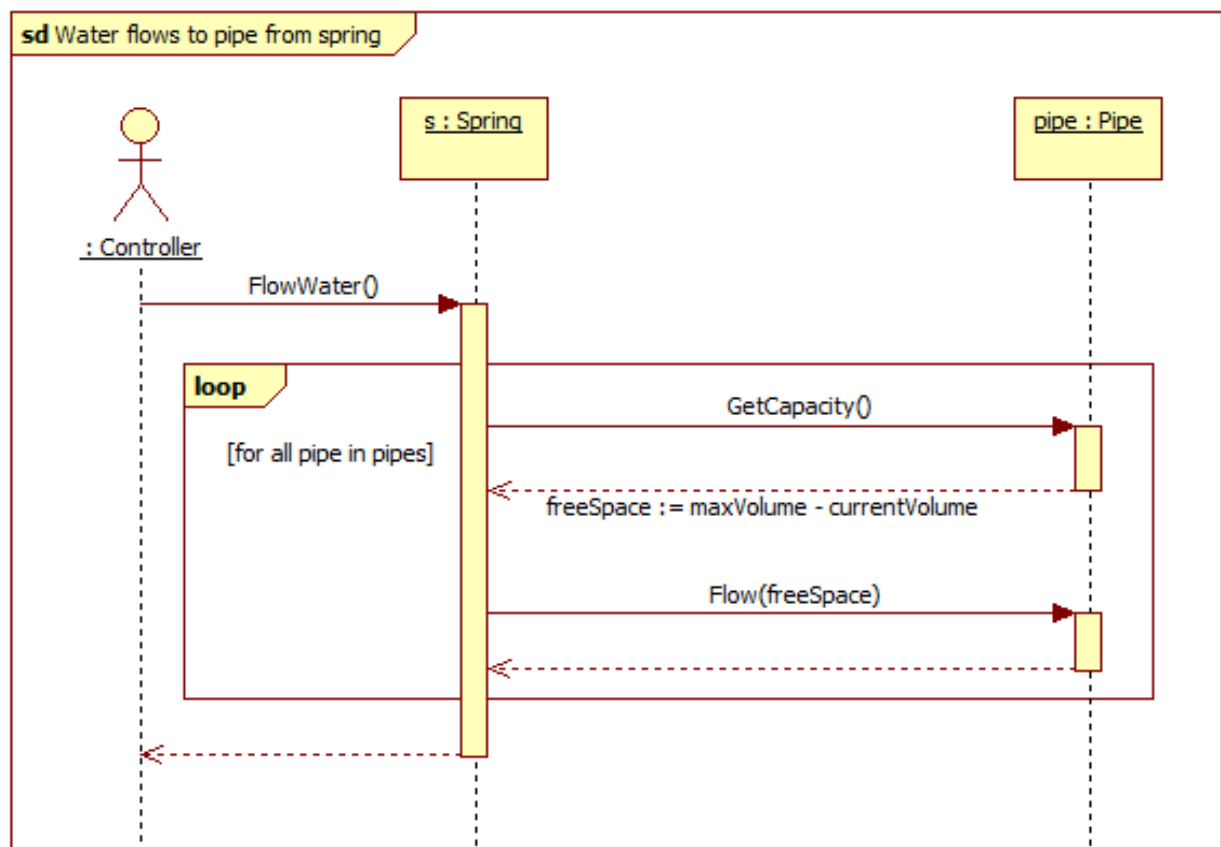 sd Water flows to pipe from spring
s : Spring
pipe : Pipe
: Controller
FlowWater()
loop
GetCapacity()
[for all pipe in pipes]
freeSpace := maxVolume - currentVolume
Flow(freeSpace)